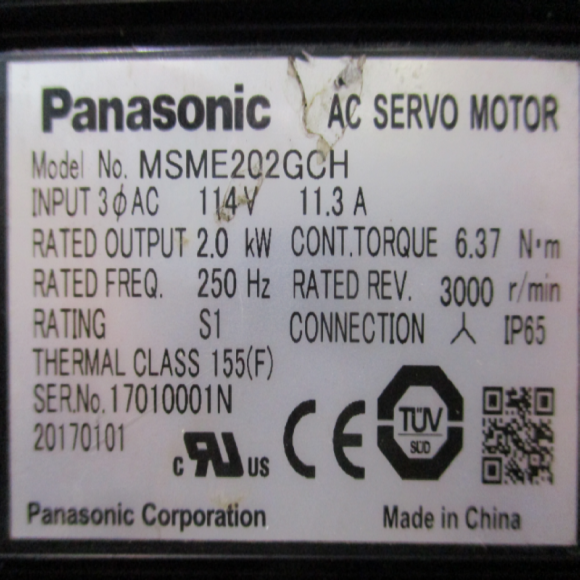 Panasonic AC SERVO MOTOR
Model No. MSME202GCH
INPUT 3ϕAC 114V 11.3 A
RATED OUTPUT 2.0 kW CONT.TORQUE 6.37 N·m
RATED FREQ. 250 Hz RATED REV. 3000 r/min
RATING S1 CONNECTION 人 IP65
THERMAL CLASS 155(F)
SER.No.17010001N
20170101
c RU US CE TÜV SÜD
Panasonic Corporation Made in China